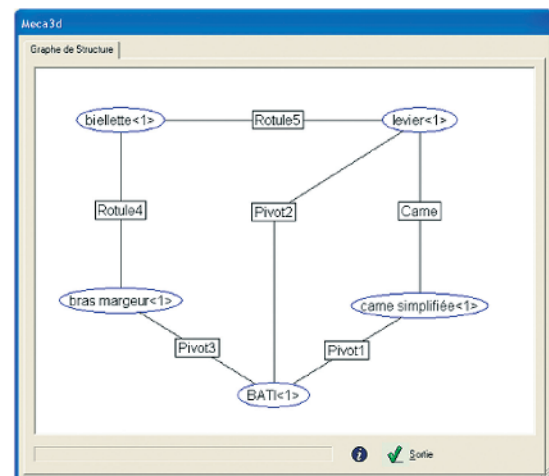 Meca3d
Graphe de Structure
biellette<1>
Rotule5
levier<1>
Rotule4
Pivot2
Came
bras margeur<1>
came simplifiée<1>
Pivot3
Pivot1
BATI<1>
Sortie